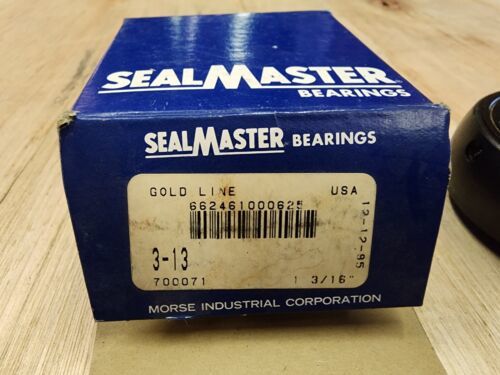 SEALMASTER
BEARINGS
SEALMASTER BEARINGS
GOLD LINE USA
662461000625
12-12-95
3-13
700071 1 3/16"
MORSE INDUSTRIAL CORPORATION